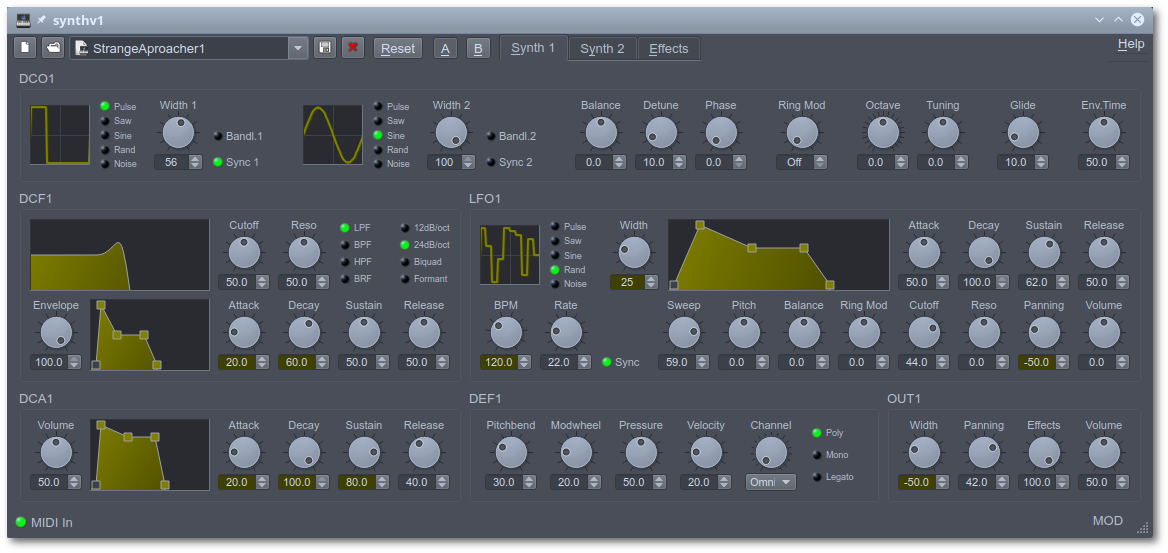 synthv1
StrangeAproacher1 Reset A B Synth 1 Synth 2 Effects Help
DCO1
Pulse Width 1 Pulse Width 2 Balance Detune Phase Ring Mod Octave Tuning Glide Env.Time
Saw Saw
Sine Bandl.1 Sine Bandl.2
Rand Rand
Noise 56 Sync 1 Noise 100 Sync 2 0.0 10.0 0.0 Off 0.0 0.0 10.0 50.0
DCF1
Cutoff Reso LPF 12dB/oct
BPF 24dB/oct
HPF Biquad
50.0 50.0 BRF Formant
Envelope Attack Decay Sustain Release
100.0 20.0 60.0 50.0 50.0
LFO1
Pulse Width Attack Decay Sustain Release
Saw
Sine
Rand
Noise 25 50.0 100.0 62.0 50.0
BPM Rate Sweep Pitch Balance Ring Mod Cutoff Reso Panning Volume
120.0 22.0 Sync 59.0 0.0 0.0 0.0 44.0 0.0 -50.0 0.0
DCA1
Volume Attack Decay Sustain Release
50.0 20.0 100.0 80.0 40.0
DEF1
Pitchbend Modwheel Pressure Velocity Channel Poly
Mono
30.0 20.0 50.0 20.0 Omni Legato
OUT1
Width Panning Effects Volume
-50.0 42.0 100.0 50.0
MIDI In MOD